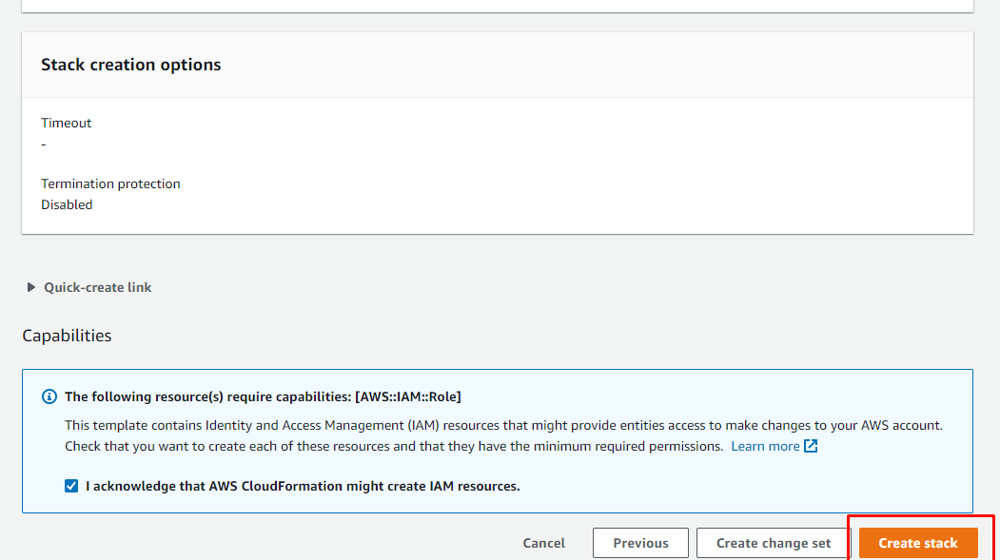 Stack creation options
Timeout
-
Termination protection
Disabled
Quick-create link
Capabilities
The following resource(s) require capabilities: [AWS::IAM::Role]
This template contains Identity and Access Management (IAM) resources that might provide entities access to make changes to your AWS account.
Check that you want to create each of these resources and that they have the minimum required permissions. Learn more
I acknowledge that AWS CloudFormation might create IAM resources.
Cancel Previous Create change set Create stack